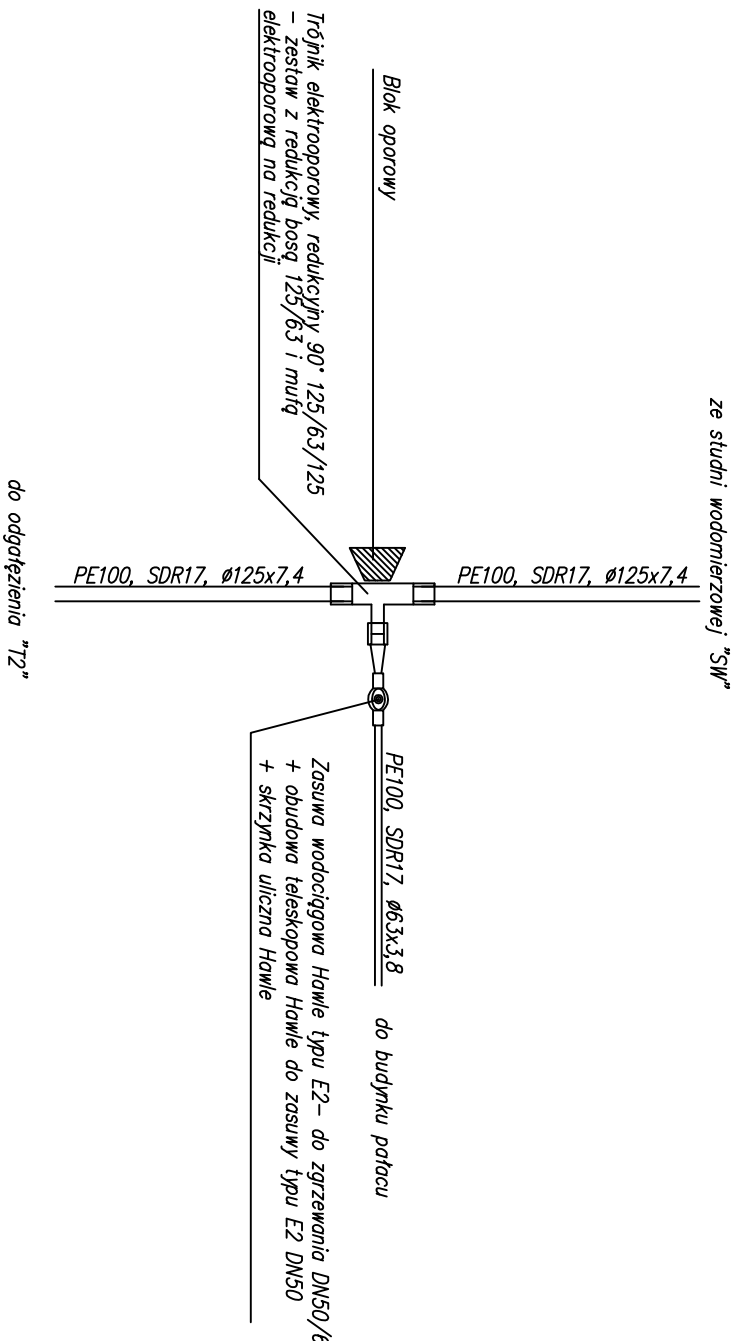 ze studni wodomierzowej "SW"
Blok oporowy
Trójnik elektrooporowy, redukcyjny 90° 125/63/125
– zestaw z redukcją bosą 125/63 i mufą
elektrooporową na redukcji
PE100, SDR17, ø125x7,4
PE100, SDR17, ø125x7,4
PE100, SDR17, ø63x3,8
do budynku pałacu
Zasuwa wodociągowa Hawle typu E2– do zgrzewania DN50/6
+ obudowa teleskopowa Hawle do zasuwy typu E2 DN50
+ skrzynka uliczna Hawle
do odgałęzienia "T2"